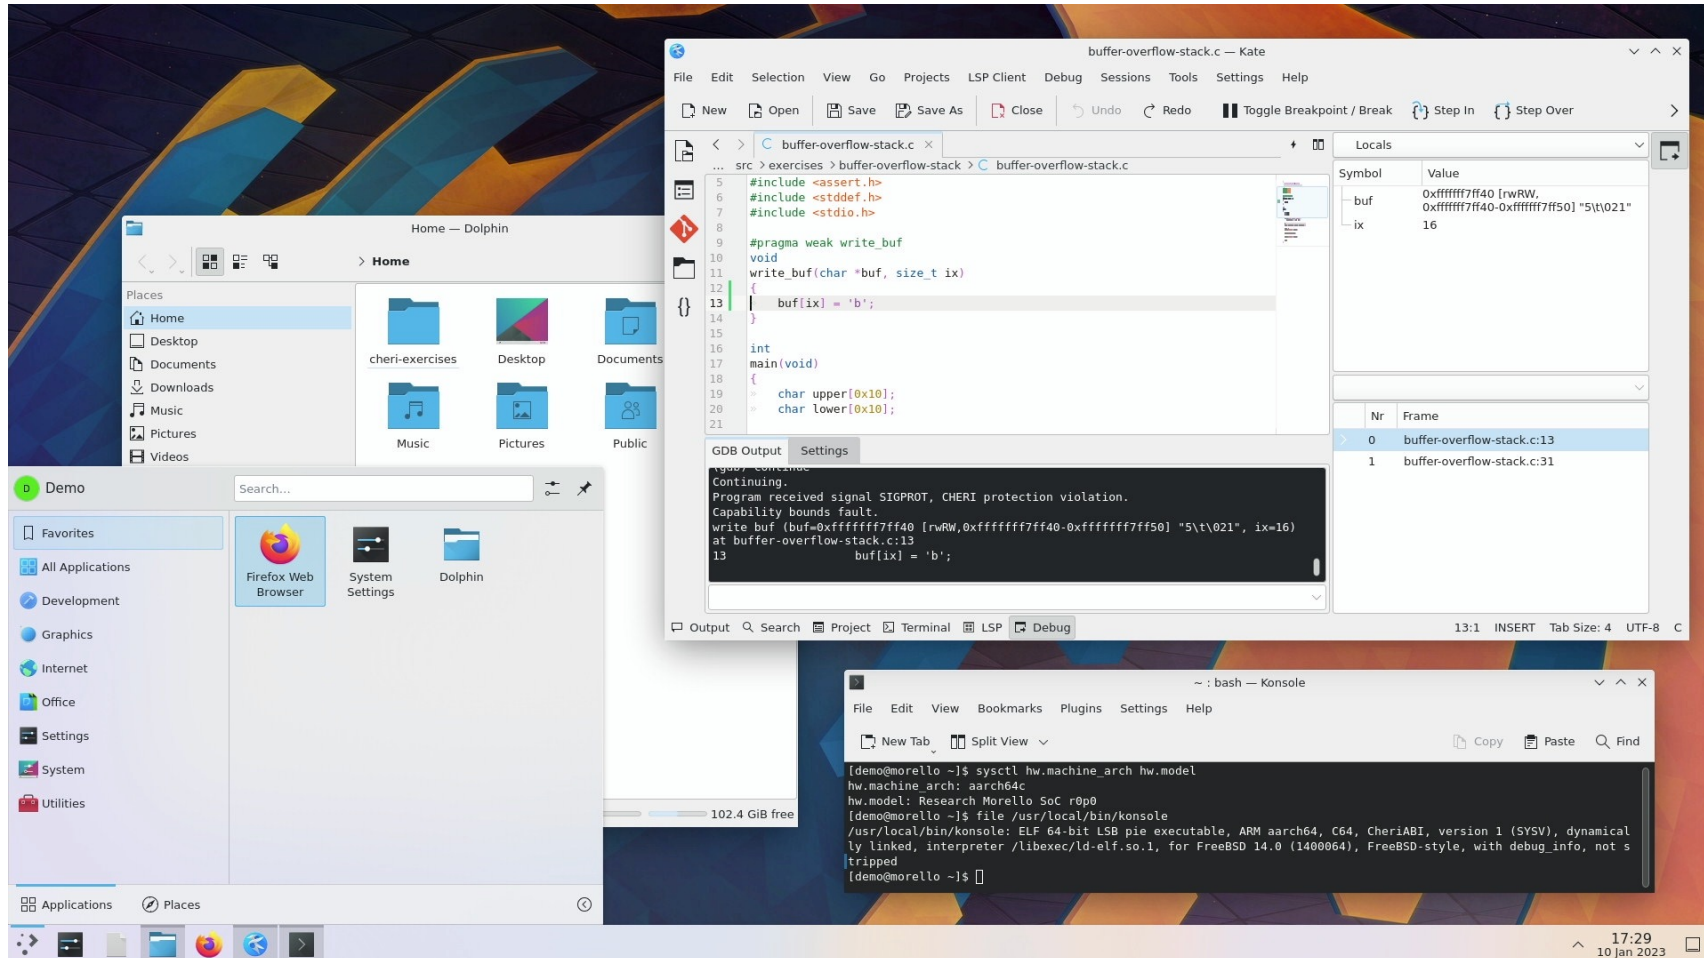 buffer-overflow-stack.c — Kate
File Edit Selection View Go Projects LSP Client Debug Sessions Tools Settings Help
New Open Save Save As Close Undo Redo Toggle Breakpoint / Break Step In Step Over
buffer-overflow-stack.c
... src > exercises > buffer-overflow-stack > buffer-overflow-stack.c
5 #include <assert.h>
6 #include <stddef.h>
7 #include <stdio.h>
8
9 #pragma weak write_buf
10 void
11 write_buf(char *buf, size_t ix)
12 {
13 buf[ix] = 'b';
14 }
15
16 int
17 main(void)
18 {
19 char upper[0x10];
20 char lower[0x10];
21
Locals
Symbol Value
buf 0xfffffff7ff40 [rwRW,
0xfffffff7ff40-0xfffffff7ff50] "5\t\021"
ix 16
Nr Frame
0 buffer-overflow-stack.c:13
1 buffer-overflow-stack.c:31
GDB Output Settings
(gdb) continue
Continuing.
Program received signal SIGPROT, CHERI protection violation.
Capability bounds fault.
write buf (buf=0xfffffff7ff40 [rwRW,0xfffffff7ff40-0xfffffff7ff50] "5\t\021", ix=16)
at buffer-overflow-stack.c:13
13 buf[ix] = 'b';
Output Search Project Terminal LSP Debug
13:1 INSERT Tab Size: 4 UTF-8 C
Home — Dolphin
> Home
Places
Home
Desktop
Documents
Downloads
Music
Pictures
Videos
cheri-exercises Desktop Documents
Music Pictures Public
102.4 GiB free
D Demo
Search...
Favorites
All Applications
Development
Graphics
Internet
Office
Settings
System
Utilities
Firefox Web
Browser
System
Settings
Dolphin
Applications Places
~ : bash — Konsole
File Edit View Bookmarks Plugins Settings Help
New Tab Split View Copy Paste Find
[demo@morello ~]$ sysctl hw.machine_arch hw.model
hw.machine_arch: aarch64c
hw.model: Research Morello SoC r0p0
[demo@morello ~]$ file /usr/local/bin/konsole
/usr/local/bin/konsole: ELF 64-bit LSB pie executable, ARM aarch64, C64, CheriABI, version 1 (SYSV), dynamical
ly linked, interpreter /libexec/ld-elf.so.1, for FreeBSD 14.0 (1400064), FreeBSD-style, with debug_info, not s
tripped
[demo@morello ~]$
17:29
10 Jan 2023